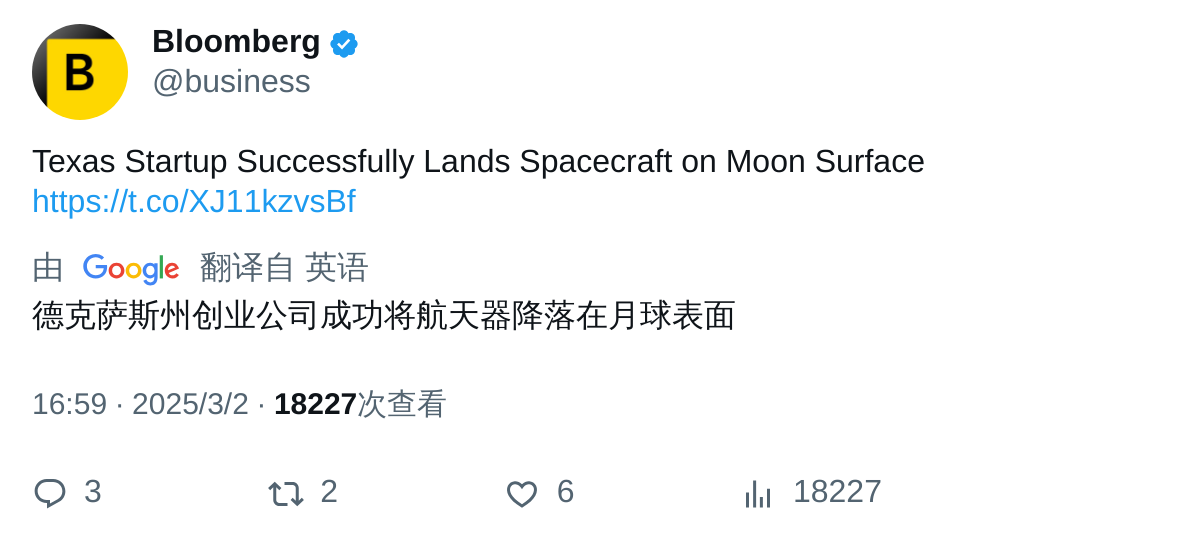 B
Bloomberg
@business
Texas Startup Successfully Lands Spacecraft on Moon Surface
https://t.co/XJ11kzvsBf
由 Google 翻译自 英语
德克萨斯州创业公司成功将航天器降落在月球表面
16:59 · 2025/3/2 · 18227次查看
3 2 6 18227